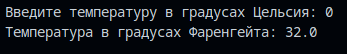 Введите температуру в градусах Цельсия: 0
Температура в градусах Фаренгейта: 32.0